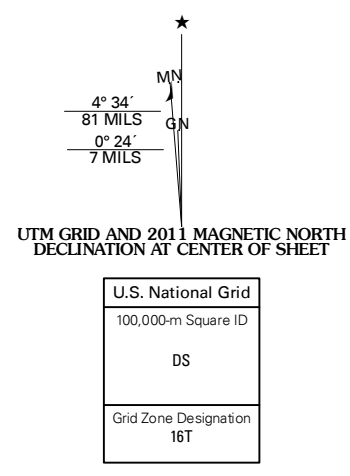 MN
4° 34´
81 MILS
GN
0° 24´
7 MILS
UTM GRID AND 2011 MAGNETIC NORTH
DECLINATION AT CENTER OF SHEET
U.S. National Grid
100,000-m Square ID
DS
Grid Zone Designation
16T